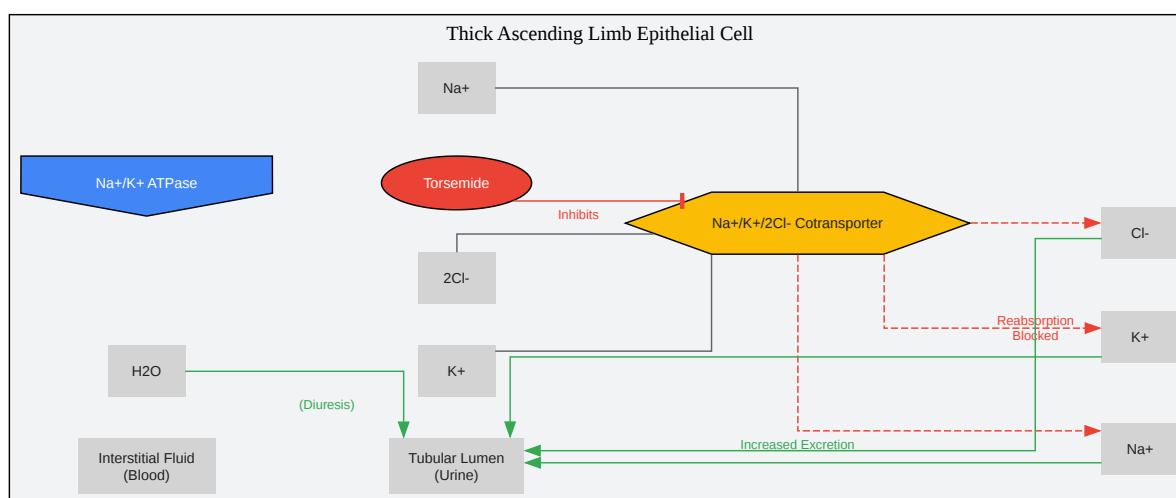 Thick Ascending Limb Epithelial Cell
Na+
Na+/K+ ATPase
Torsemide
Inhibits
Na+/K+/2Cl- Cotransporter
Cl-
2Cl-
Reabsorption
Blocked
K+
H2O
K+
(Diuresis)
Increased Excretion
Interstitial Fluid
(Blood)
Tubular Lumen
(Urine)
Na+